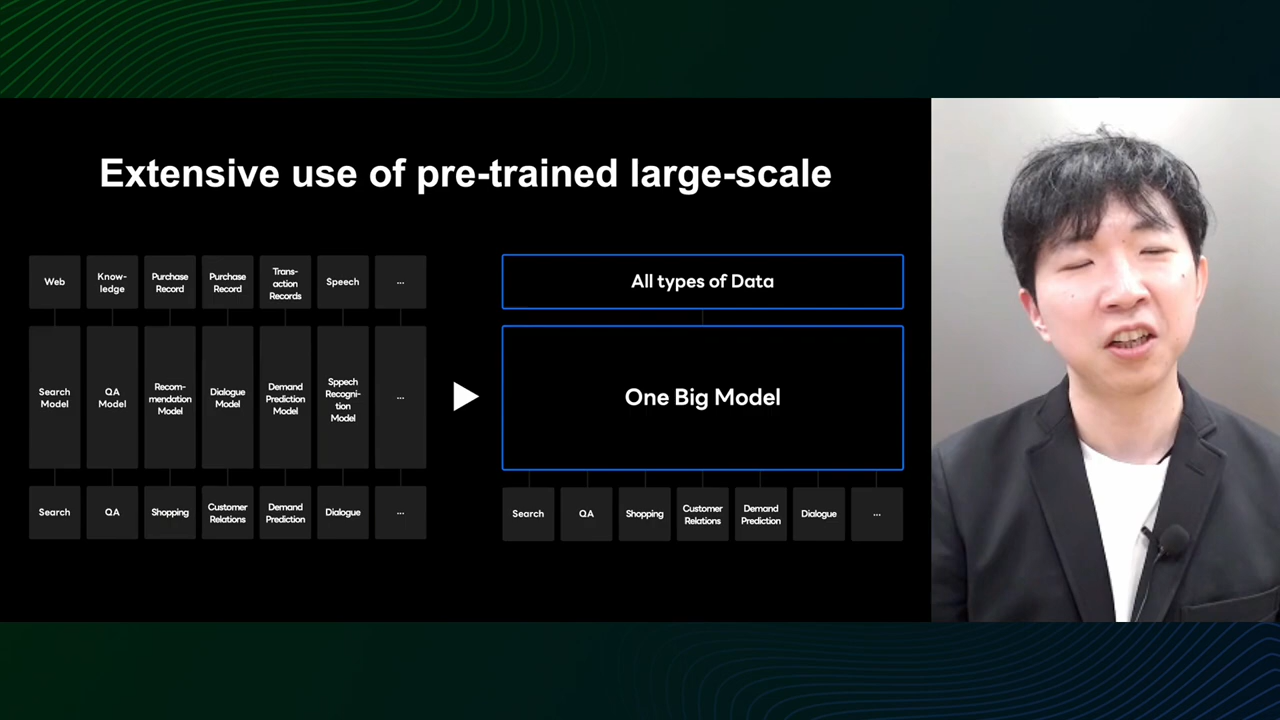 Extensive use of pre-trained large-scale
Web
Know-
ledge
Purchase
Record
Purchase
Record
Trans-
action
Records
Speech
...
Search
Model
QA
Model
Recom-
mendation
Model
Dialogue
Model
Demand
Prediction
Model
Sppech
Recogni-
tion
Model
...
Search
QA
Shopping
Customer
Relations
Demand
Prediction
Dialogue
...
All types of Data
One Big Model
Search
QA
Shopping
Customer
Relations
Demand
Prediction
Dialogue
...